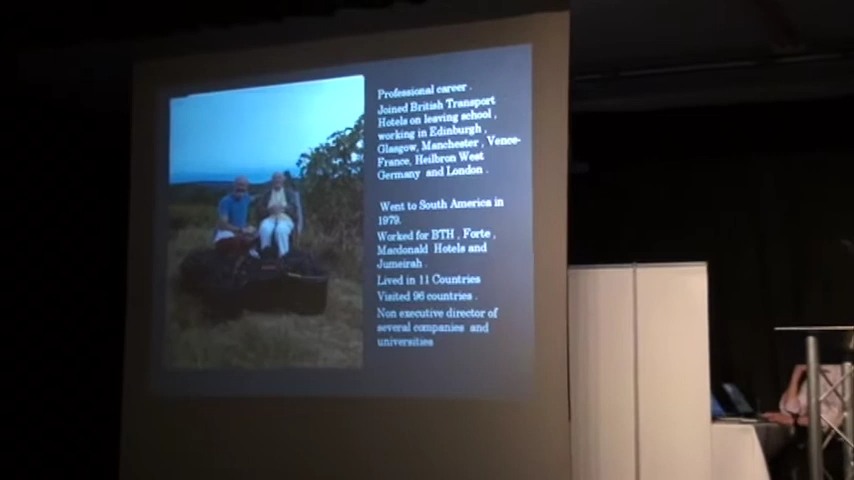 Professional career .
Joined British Transport
Hotels on leaving school ,
working in Edinburgh ,
Glasgow, Manchester , Vence-
France, Heilbron West
Germany and London .
Went to South America in
1979.
Worked for BTH , Forte ,
Macdonald Hotels and
Jumeirah .
Lived in 11 Countries
Visited 96 countries .
Non executive director of
several companies and
universities